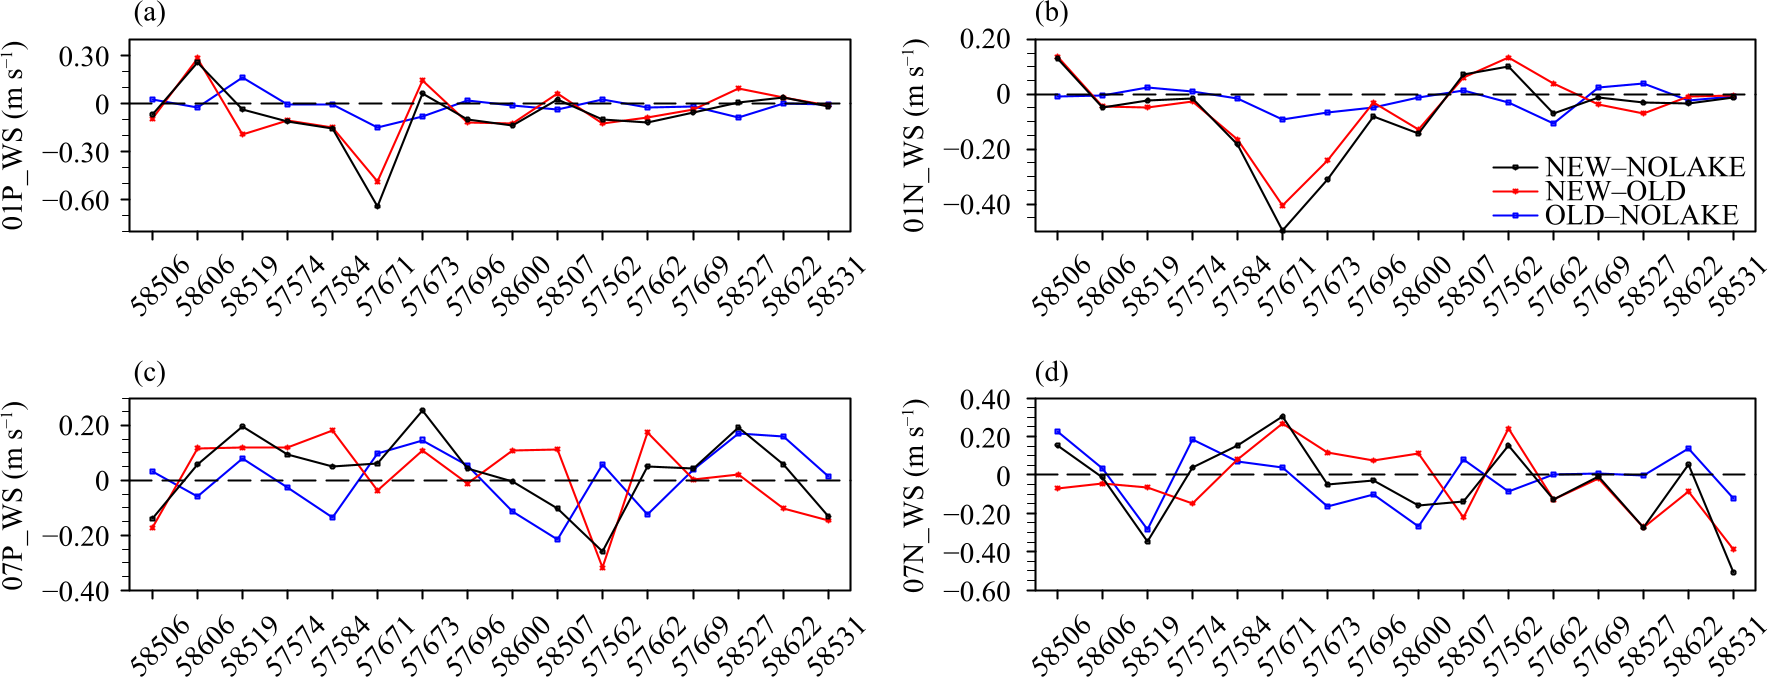 (a)
01P_WS (m s⁻¹)
0.30
0
−0.30
−0.60
58506 58606 58519 57574 57584 57671 57673 57696 58600 58507 57562 57662 57669 58527 58622 58531
(b)
01N_WS (m s⁻¹)
0.20
0
−0.20
−0.40
NEW–NOLAKE
NEW–OLD
OLD–NOLAKE
58506 58606 58519 57574 57584 57671 57673 57696 58600 58507 57562 57662 57669 58527 58622 58531
(c)
07P_WS (m s⁻¹)
0.20
0
−0.20
−0.40
58506 58606 58519 57574 57584 57671 57673 57696 58600 58507 57562 57662 57669 58527 58622 58531
(d)
07N_WS (m s⁻¹)
0.40
0.20
0
−0.20
−0.40
−0.60
58506 58606 58519 57574 57584 57671 57673 57696 58600 58507 57562 57662 57669 58527 58622 58531